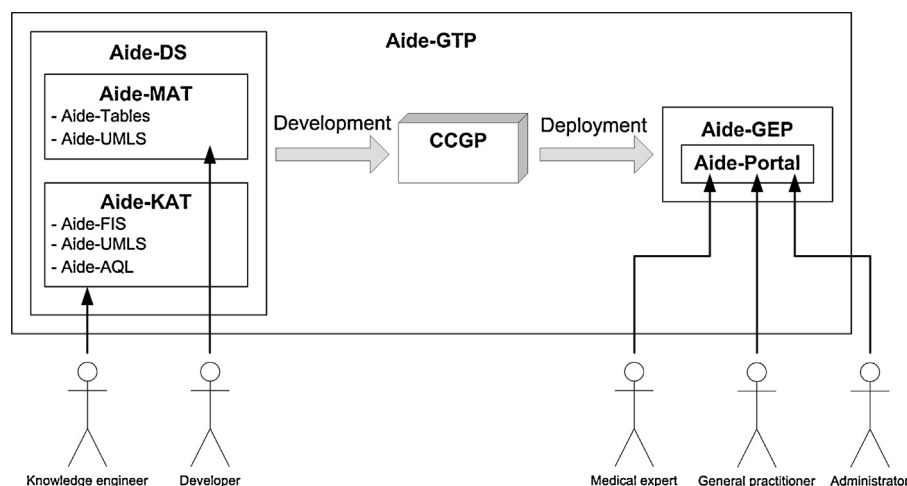 Aide-GTP
Aide-DS
Aide-MAT
- Aide-Tables
- Aide-UMLS
Aide-KAT
- Aide-FIS
- Aide-UMLS
- Aide-AQL
Development
CCGP
Deployment
Aide-GEP
Aide-Portal
Knowledge engineer
Developer
Medical expert
General practitioner
Administrator